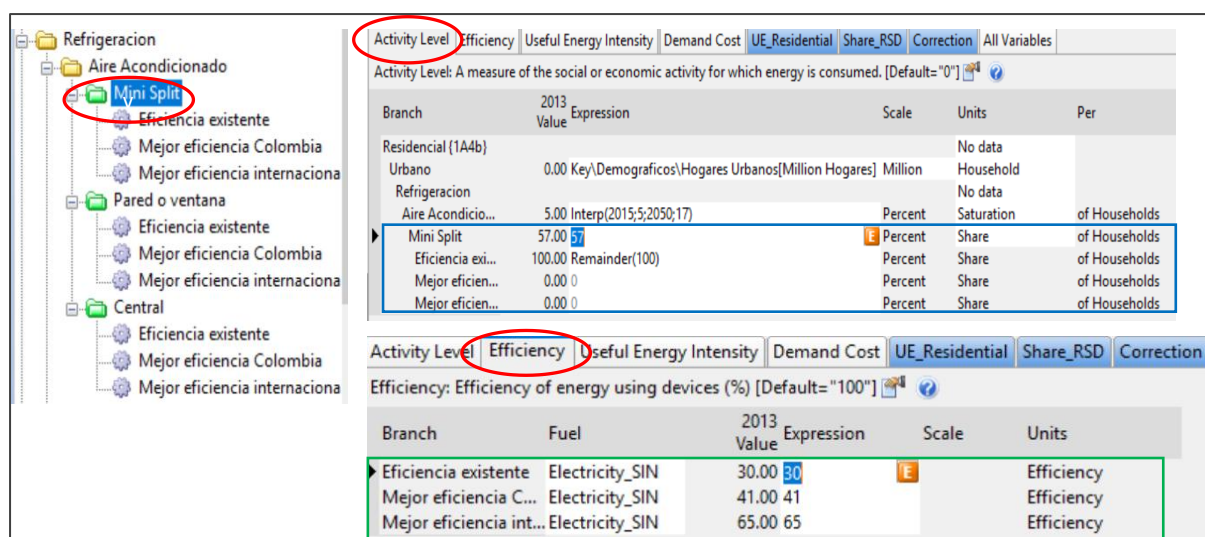 Refrigeracion
Aire Acondicionado
Mini Split
Eficiencia existente
Mejor eficiencia Colombia
Mejor eficiencia internaciona
Pared o ventana
Eficiencia existente
Mejor eficiencia Colombia
Mejor eficiencia internaciona
Central
Eficiencia existente
Mejor eficiencia Colombia
Mejor eficiencia internaciona
Activity Level Efficiency Useful Energy Intensity Demand Cost UE_Residential Share_RSD Correction All Variables
Activity Level: A measure of the social or economic activity for which energy is consumed. [Default="0"]
Branch 2013 Value Expression Scale Units Per
Residencial {1A4b} No data
Urbano 0.00 Key\Demograficos\Hogares Urbanos[Million Hogares] Million Household
Refrigeracion No data
Aire Acondicio... 5.00 Interp(2015;5;2050;17) Percent Saturation of Households
Mini Split 57.00 57 E Percent Share of Households
Eficiencia exi... 100.00 Remainder(100) Percent Share of Households
Mejor eficien... 0.00 0 Percent Share of Households
Mejor eficien... 0.00 0 Percent Share of Households
Activity Level Efficiency Useful Energy Intensity Demand Cost UE_Residential Share_RSD Correction
Efficiency: Efficiency of energy using devices (%) [Default="100"]
Branch Fuel 2013 Value Expression Scale Units
Eficiencia existente Electricity_SIN 30.00 30 E Efficiency
Mejor eficiencia C... Electricity_SIN 41.00 41 Efficiency
Mejor eficiencia int... Electricity_SIN 65.00 65 Efficiency